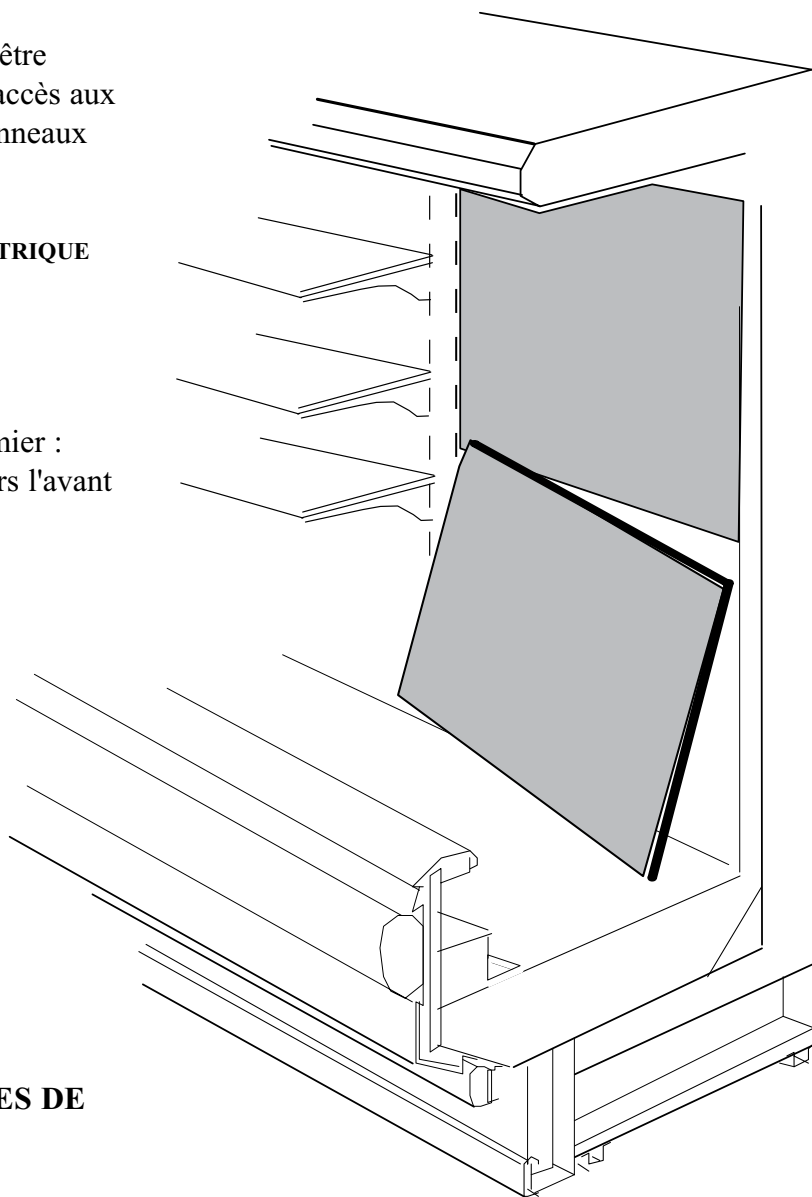 être
accès aux
nneaux
TRIQUE
nier :
rs l'avant
ES DE